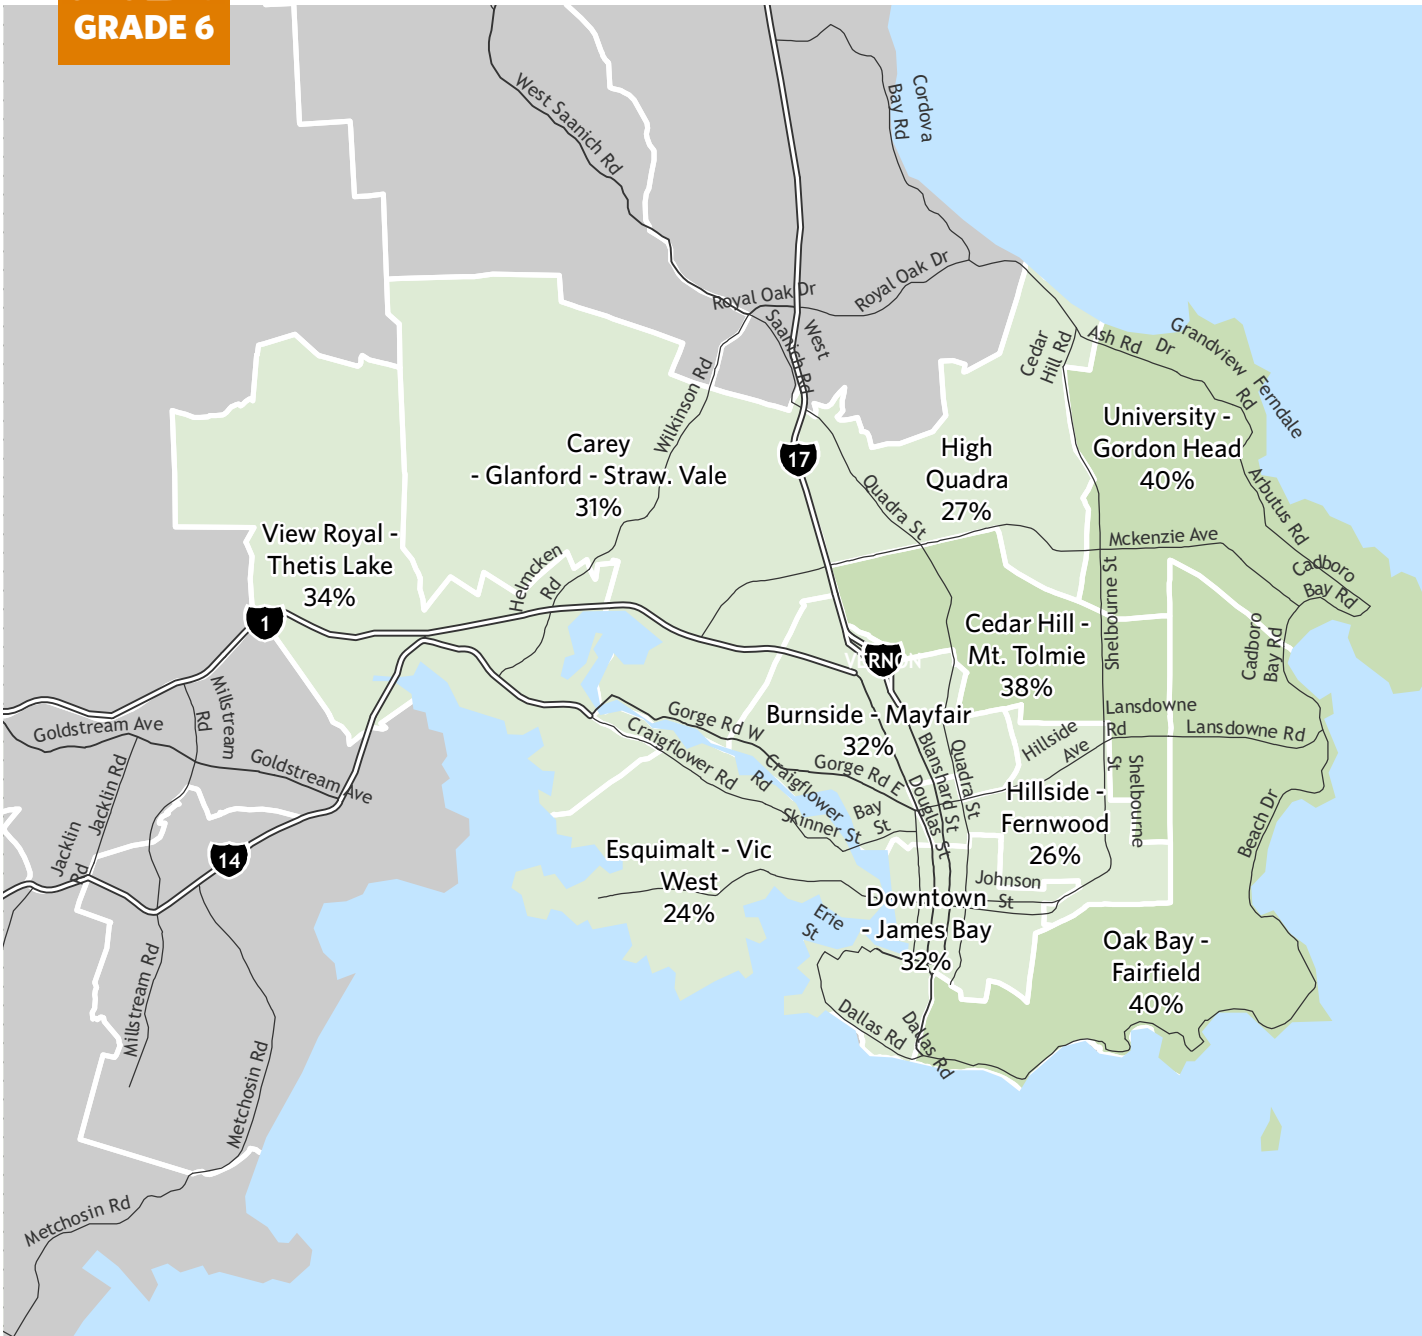 GRADE 6
West Saanich Rd
Cordova
Bay Rd
Royal Oak Dr
Royal Oak Dr
West
Saanich Rd
Wilkinson Rd
Cedar
Hill Rd
Ash Rd
Dr
Grandview
Rd
Ferndale
University -
Gordon Head
40%
Carey
- Glanford - Straw. Vale
31%
17
High
Quadra
27%
Quadra St
Arbutus Rd
View Royal -
Thetis Lake
34%
Helmcken
Rd
Mckenzie Ave
Cadboro
Bay Rd
Shelbourne St
1
Cedar Hill -
Mt. Tolmie
38%
Cadboro
Bay Rd
VERNON
Millstream
Rd
Goldstream Ave
Goldstream Ave
Gorge Rd W
Burnside - Mayfair
32%
Lansdowne
Rd
Lansdowne Rd
Hillside
Ave
Jacklin Rd
Jacklin
Rd
Craigflower Rd
Craigflower
Rd
Gorge Rd E
Blanshard St
Quadra St
Douglas St
Shelbourne
St
Hillside -
Fernwood
26%
Bay
St
Skinner St
Beach Dr
14
Esquimalt - Vic
West
24%
Johnson
St
Downtown
- James Bay
32%
Erie
St
Oak Bay -
Fairfield
40%
Millstream Rd
Dallas Rd
Dallas Rd
Metchosin Rd
Metchosin Rd